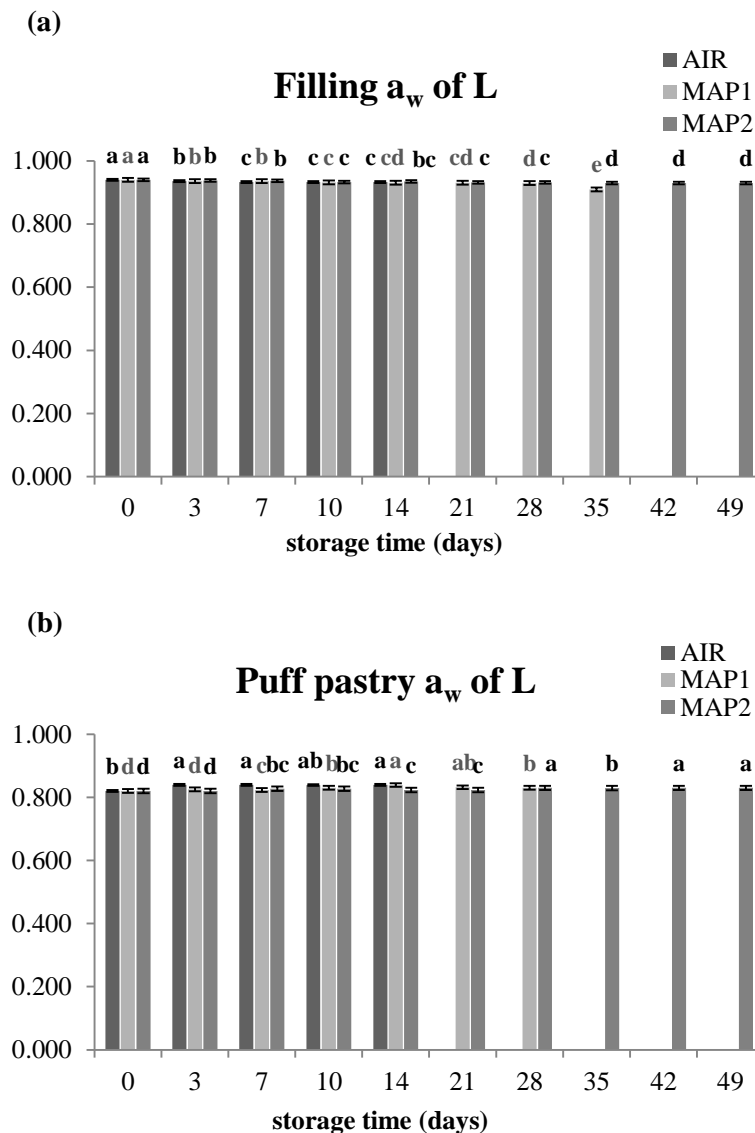 (a)
Filling aw of L
AIR
MAP1
MAP2
a a a b b b c b b c c c c cd bc cd c d c e d d d
1.000
0.800
0.600
0.400
0.200
0.000
0 3 7 10 14 21 28 35 42 49
storage time (days)
(b)
Puff pastry aw of L
AIR
MAP1
MAP2
b d d a d d a c bc ab b bc a a c ab c b a b a a
1.000
0.800
0.600
0.400
0.200
0.000
0 3 7 10 14 21 28 35 42 49
storage time (days)